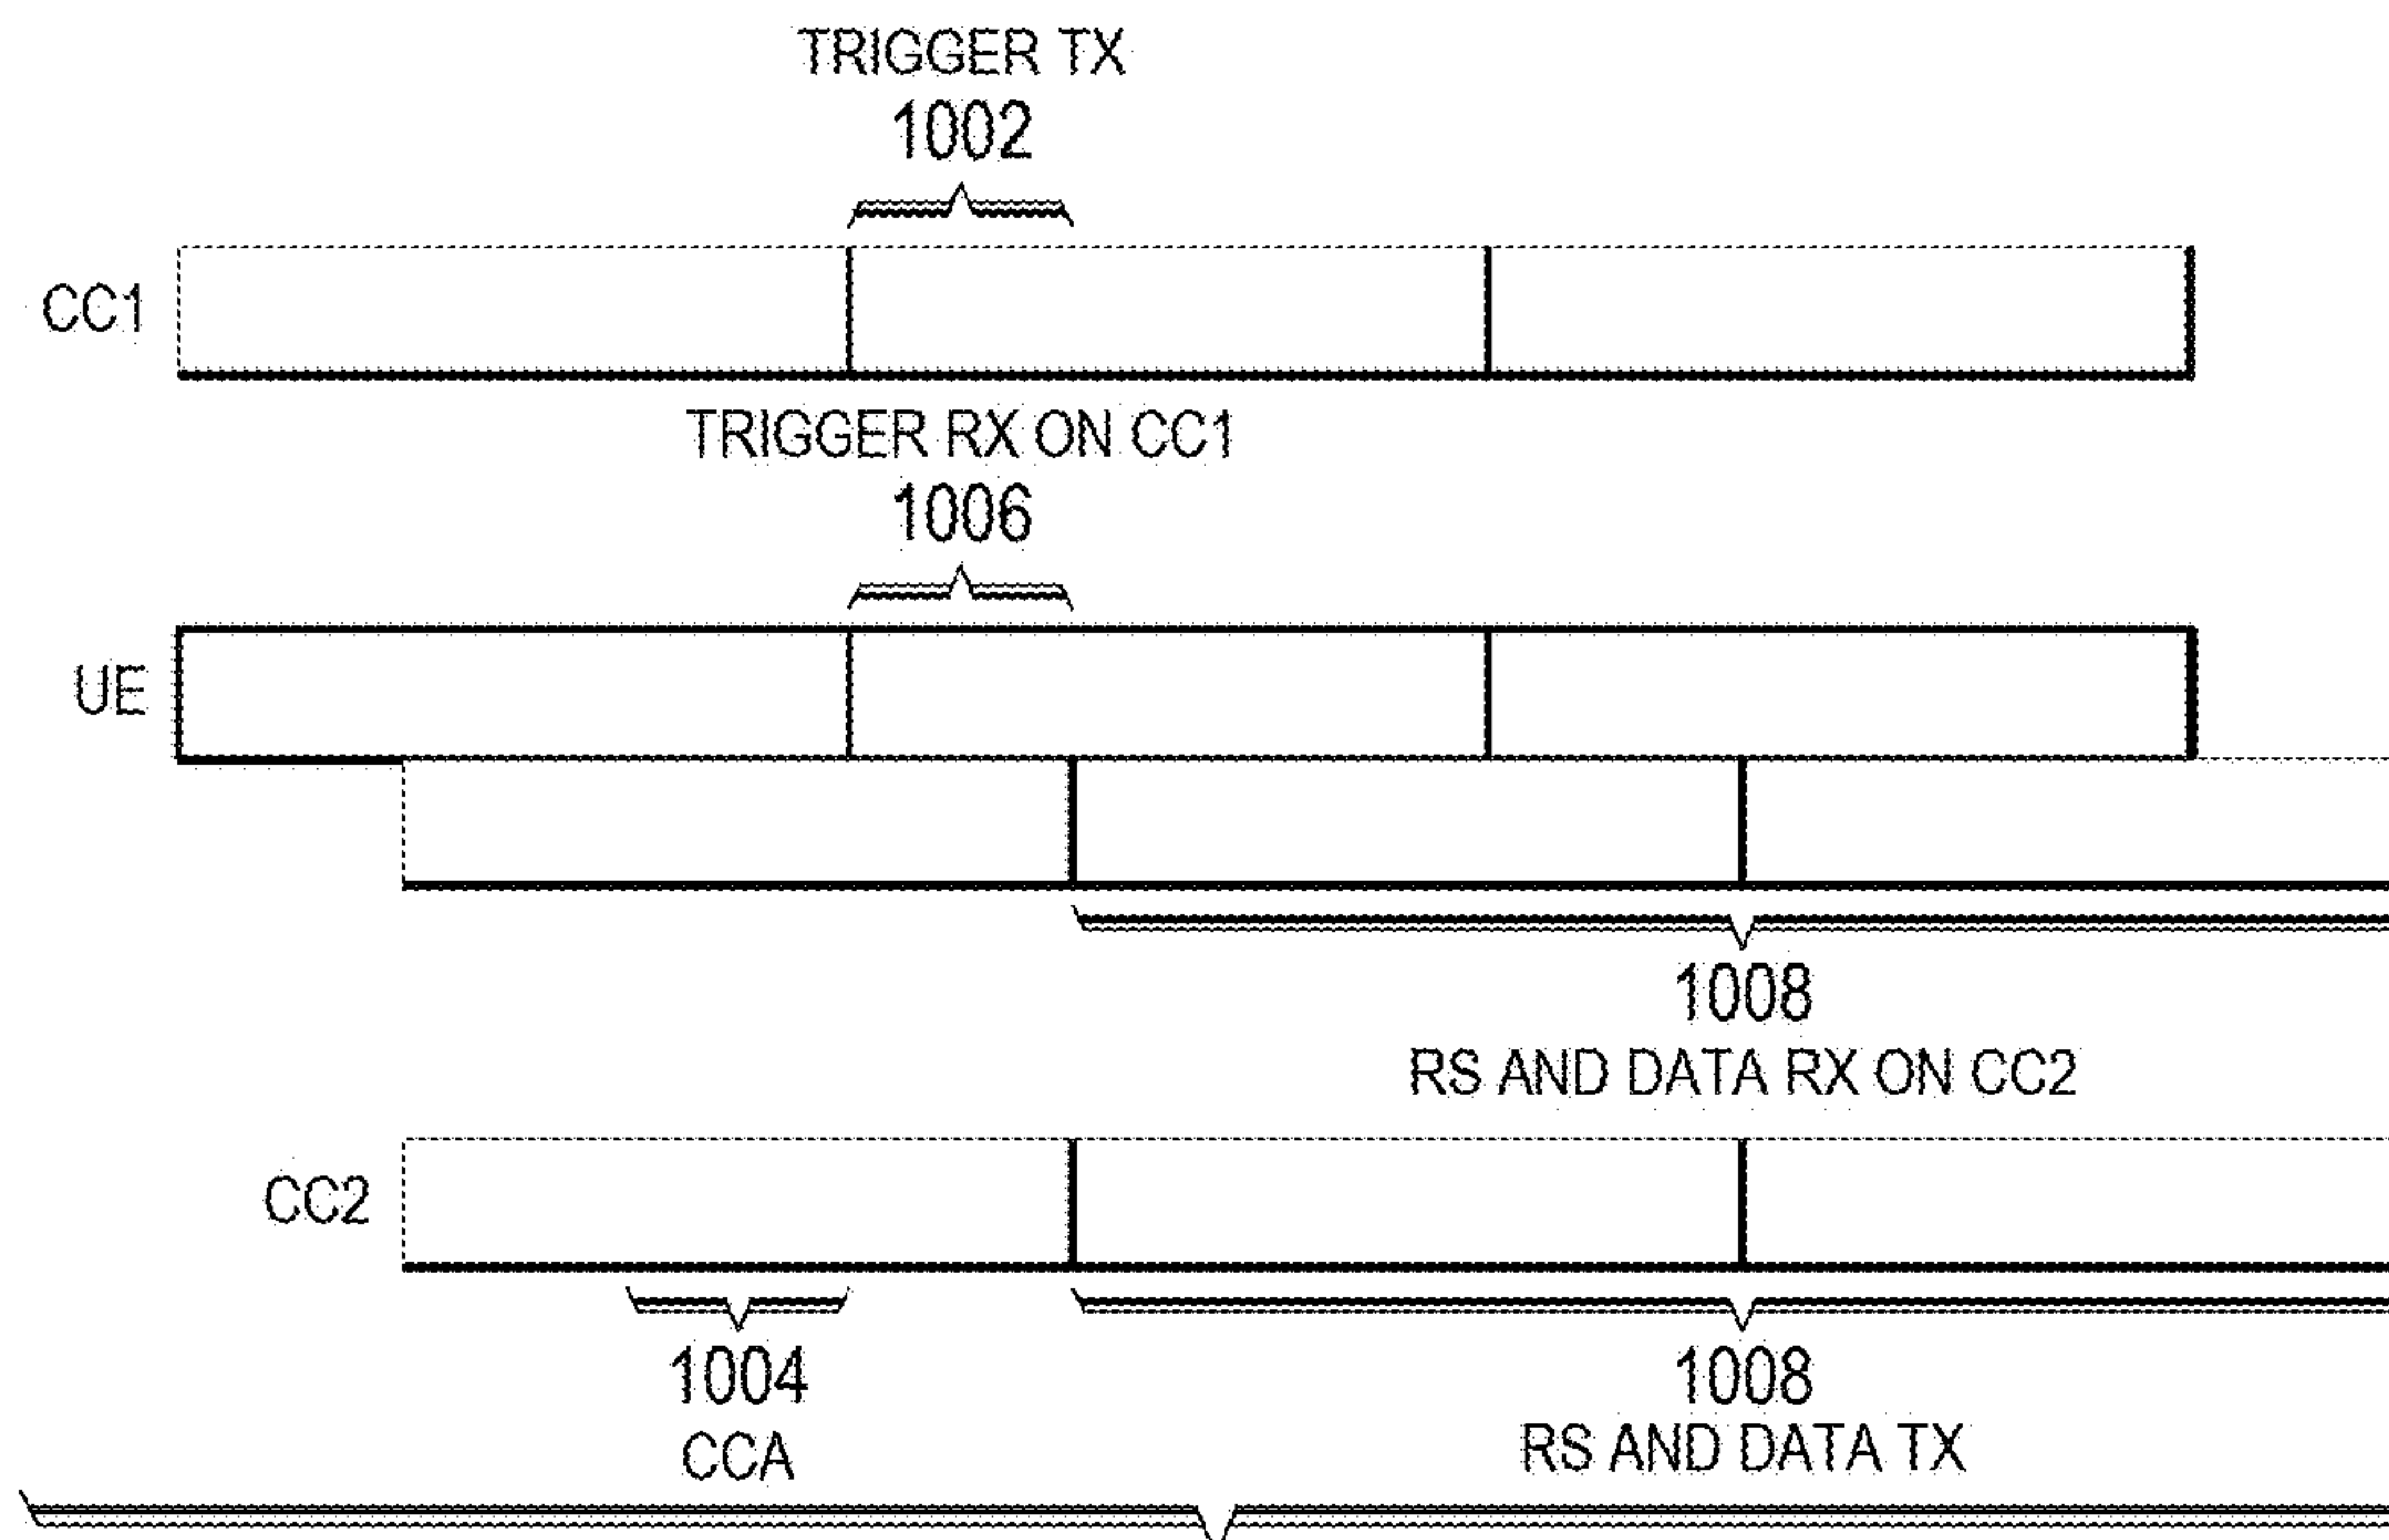 TRIGGER TX
1002
CC1
TRIGGER RX ON CC1
1006
UE
1008
RS AND DATA RX ON CC2
CC2
1004
CCA
1008
RS AND DATA TX